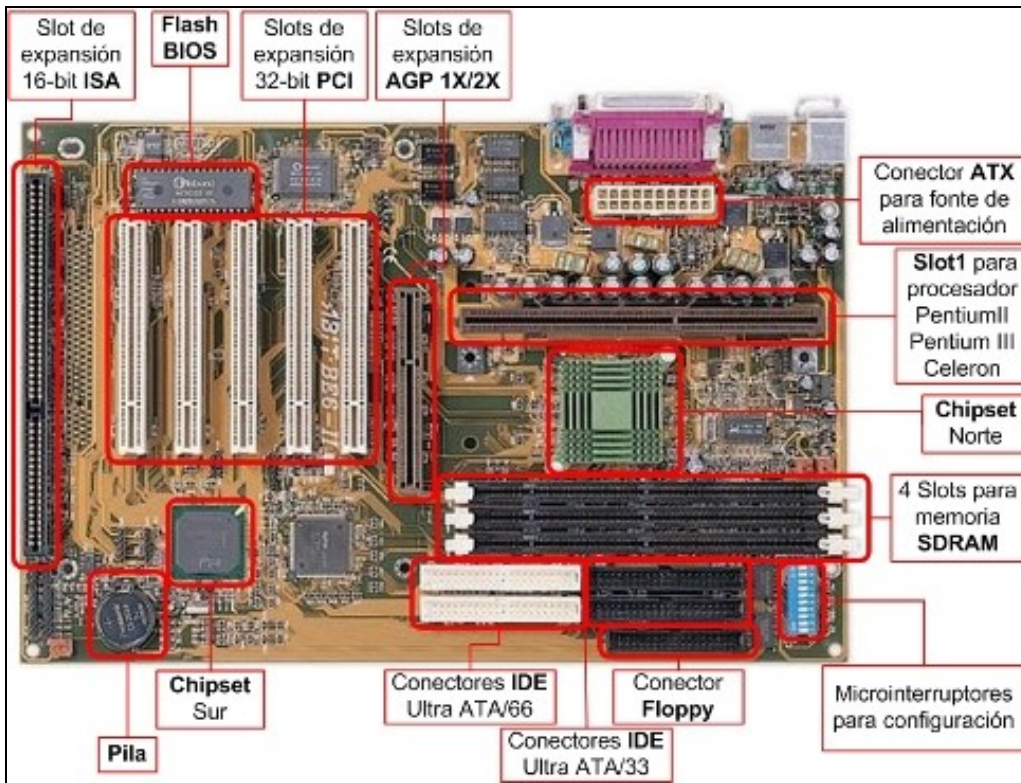 Slot de
expansión
16-bit ISA
Flash
BIOS
Slots de
expansión
32-bit PCI
Slots de
expansión
AGP 1X/2X
Conector ATX
para fonte de
alimentación
Slot1 para
procesador
PentiumII
Pentium III
Celeron
Chipset
Norte
4 Slots para
memoria
SDRAM
Microinterruptores
para configuración
Conector
Floppy
Conectores IDE
Ultra ATA/33
Conectores IDE
Ultra ATA/66
Chipset
Sur
Pila